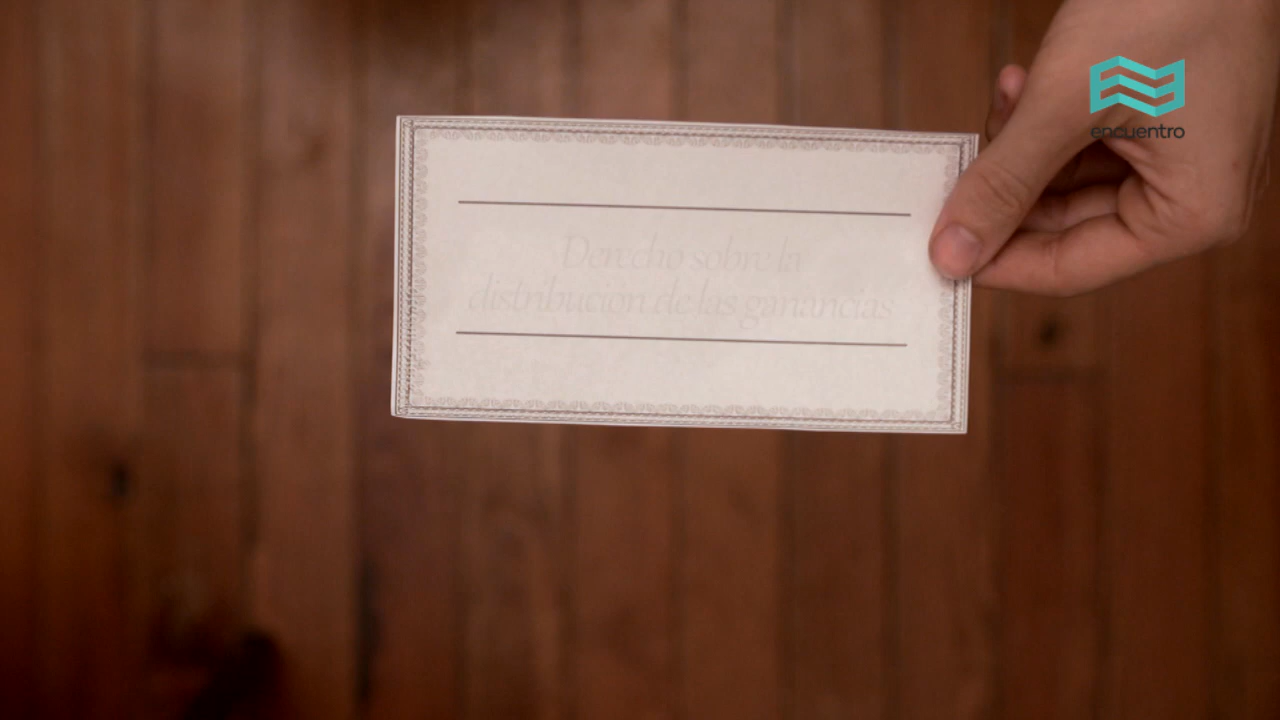 encuentro
Derecho sobre la
distribución de las ganancias